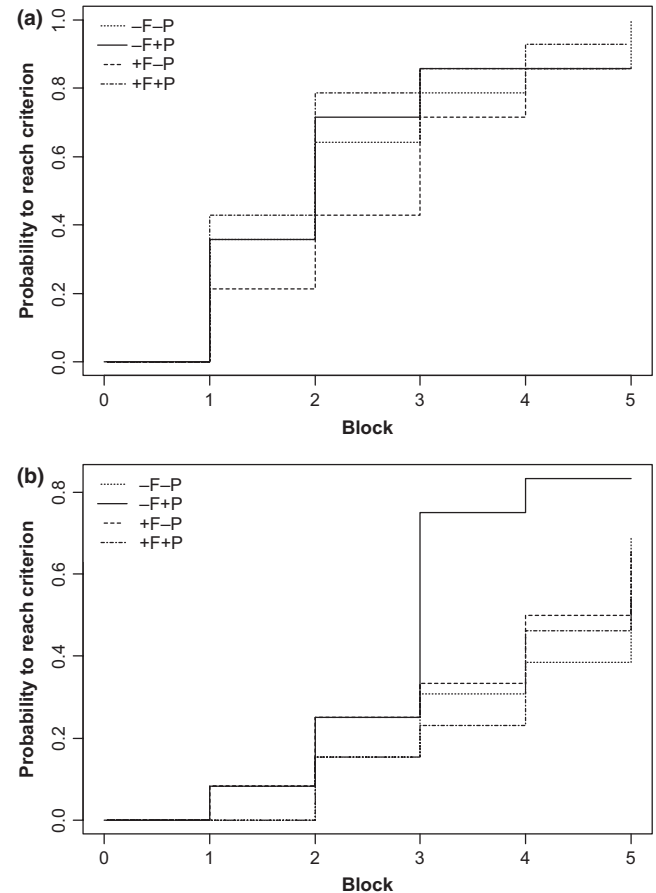 (a)
–F–P
–F+P
+F–P
+F+P
Probability to reach criterion
1.0
0.8
0.6
0.4
0.2
0.0
0 1 2 3 4 5
Block
(b)
–F–P
–F+P
+F–P
+F+P
Probability to reach criterion
0.8
0.6
0.4
0.2
0.0
0 1 2 3 4 5
Block